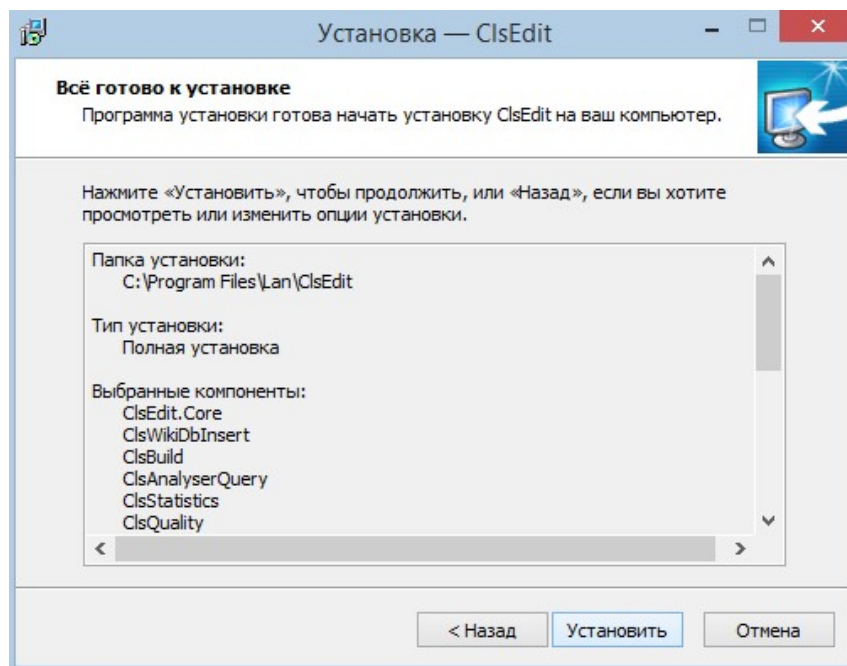 Установка — ClsEdit
Всё готово к установке
Программа установки готова начать установку ClsEdit на ваш компьютер.
Нажмите «Установить», чтобы продолжить, или «Назад», если вы хотите
просмотреть или изменить опции установки.
Папка установки:
C:\Program Files\Lan\ClsEdit
Тип установки:
Полная установка
Выбранные компоненты:
ClsEdit.Core
ClsWikiDbInsert
ClsBuild
ClsAnalyserQuery
ClsStatistics
ClsQuality
< Назад
Установить
Отмена